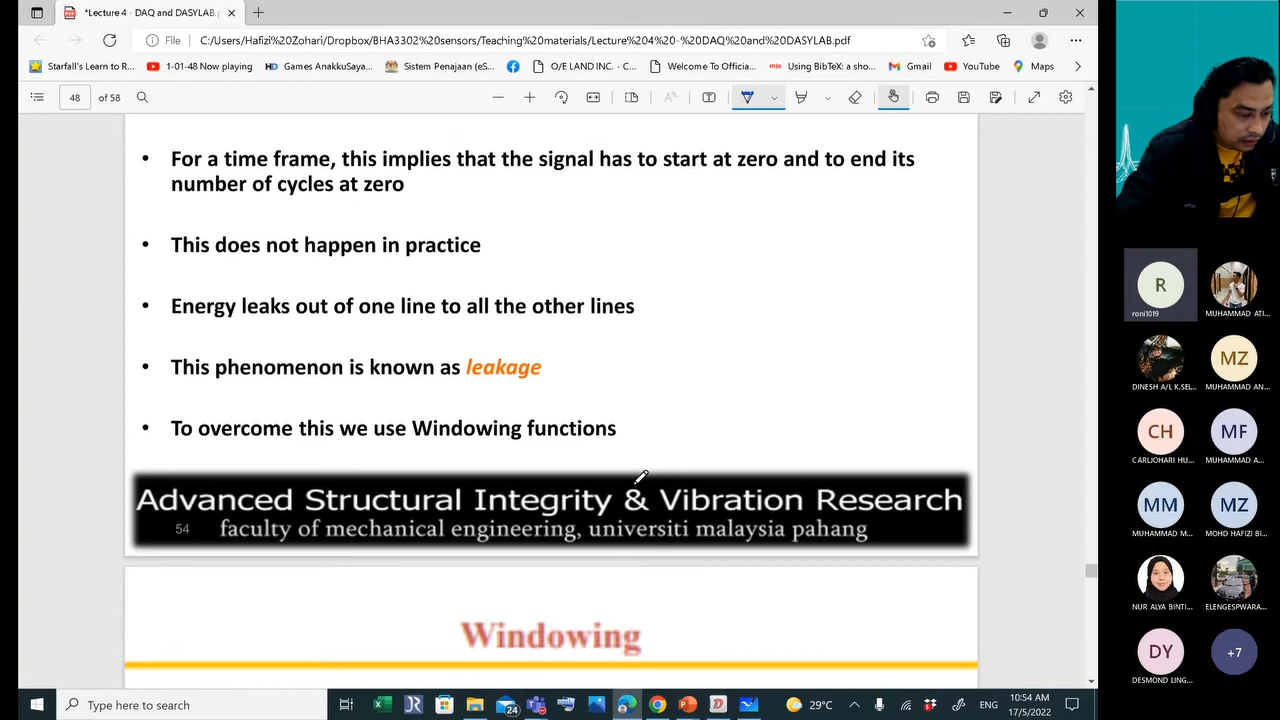 *Lecture 4 - DAQ and DASYLAB.p
File
C:/Users/Hafizi%20Zohari/Dropbox/BHA3302%20sensors/Teaching%20materials/Lecture%204%20-%20DAQ%20and%20DASYLAB.pdf
Starfall's Learn to R...
1-01-48 Now playing
HD Games AnakkuSaya...
Sistem Penajaan (eS...
O/E LAND INC. - C...
Welcome To Officia...
mjo Using BibTeX: a sho...
Gmail
YouTube
Maps
48 of 58
• For a time frame, this implies that the signal has to start at zero and to end its
number of cycles at zero
• This does not happen in practice
• Energy leaks out of one line to all the other lines
• This phenomenon is known as leakage
• To overcome this we use Windowing functions
Advanced Structural Integrity & Vibration Research
54 faculty of mechanical engineering, universiti malaysia pahang
Windowing
R
roni1019
MUHAMMAD ATI...
DINESH A/L K.SEL...
MZ
MUHAMMAD AN...
CH
CARLJOHARI HU...
MF
MUHAMMAD A...
MM
MUHAMMAD M...
MZ
MOHD HAFIZI BI...
NUR ALYA BINTI...
ELENGESPWARA...
DY
DESMOND LING...
+7
Type here to search
24
29°C
ENG
10:54 AM
17/5/2022